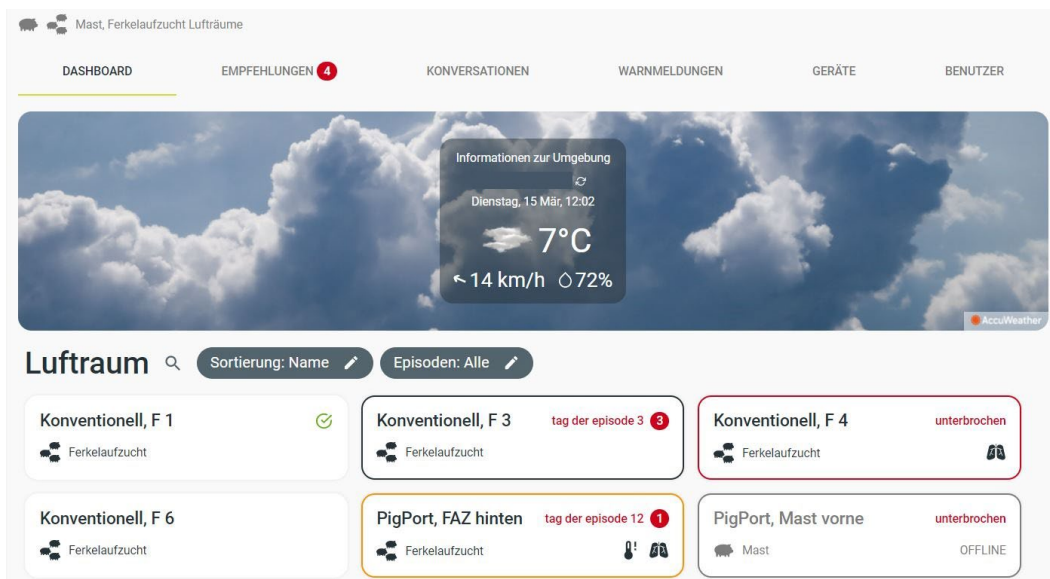 Mast, Ferkelaufzucht Lufträume
DASHBOARD EMPFEHLUNGEN 4 KONVERSATIONEN WARNMELDUNGEN GERÄTE BENUTZER
Informationen zur Umgebung
Dienstag, 15 Mär, 12:02
7°C
14 km/h 72%
AccuWeather
Luftraum Sortierung: Name Episoden: Alle
Konventionell, F 1
Ferkelaufzucht
Konventionell, F 3 tag der episode 3 3
Ferkelaufzucht
Konventionell, F 4 unterbrochen
Ferkelaufzucht
Konventionell, F 6
Ferkelaufzucht
PigPort, FAZ hinten tag der episode 12 1
Ferkelaufzucht
PigPort, Mast vorne unterbrochen
Mast OFFLINE